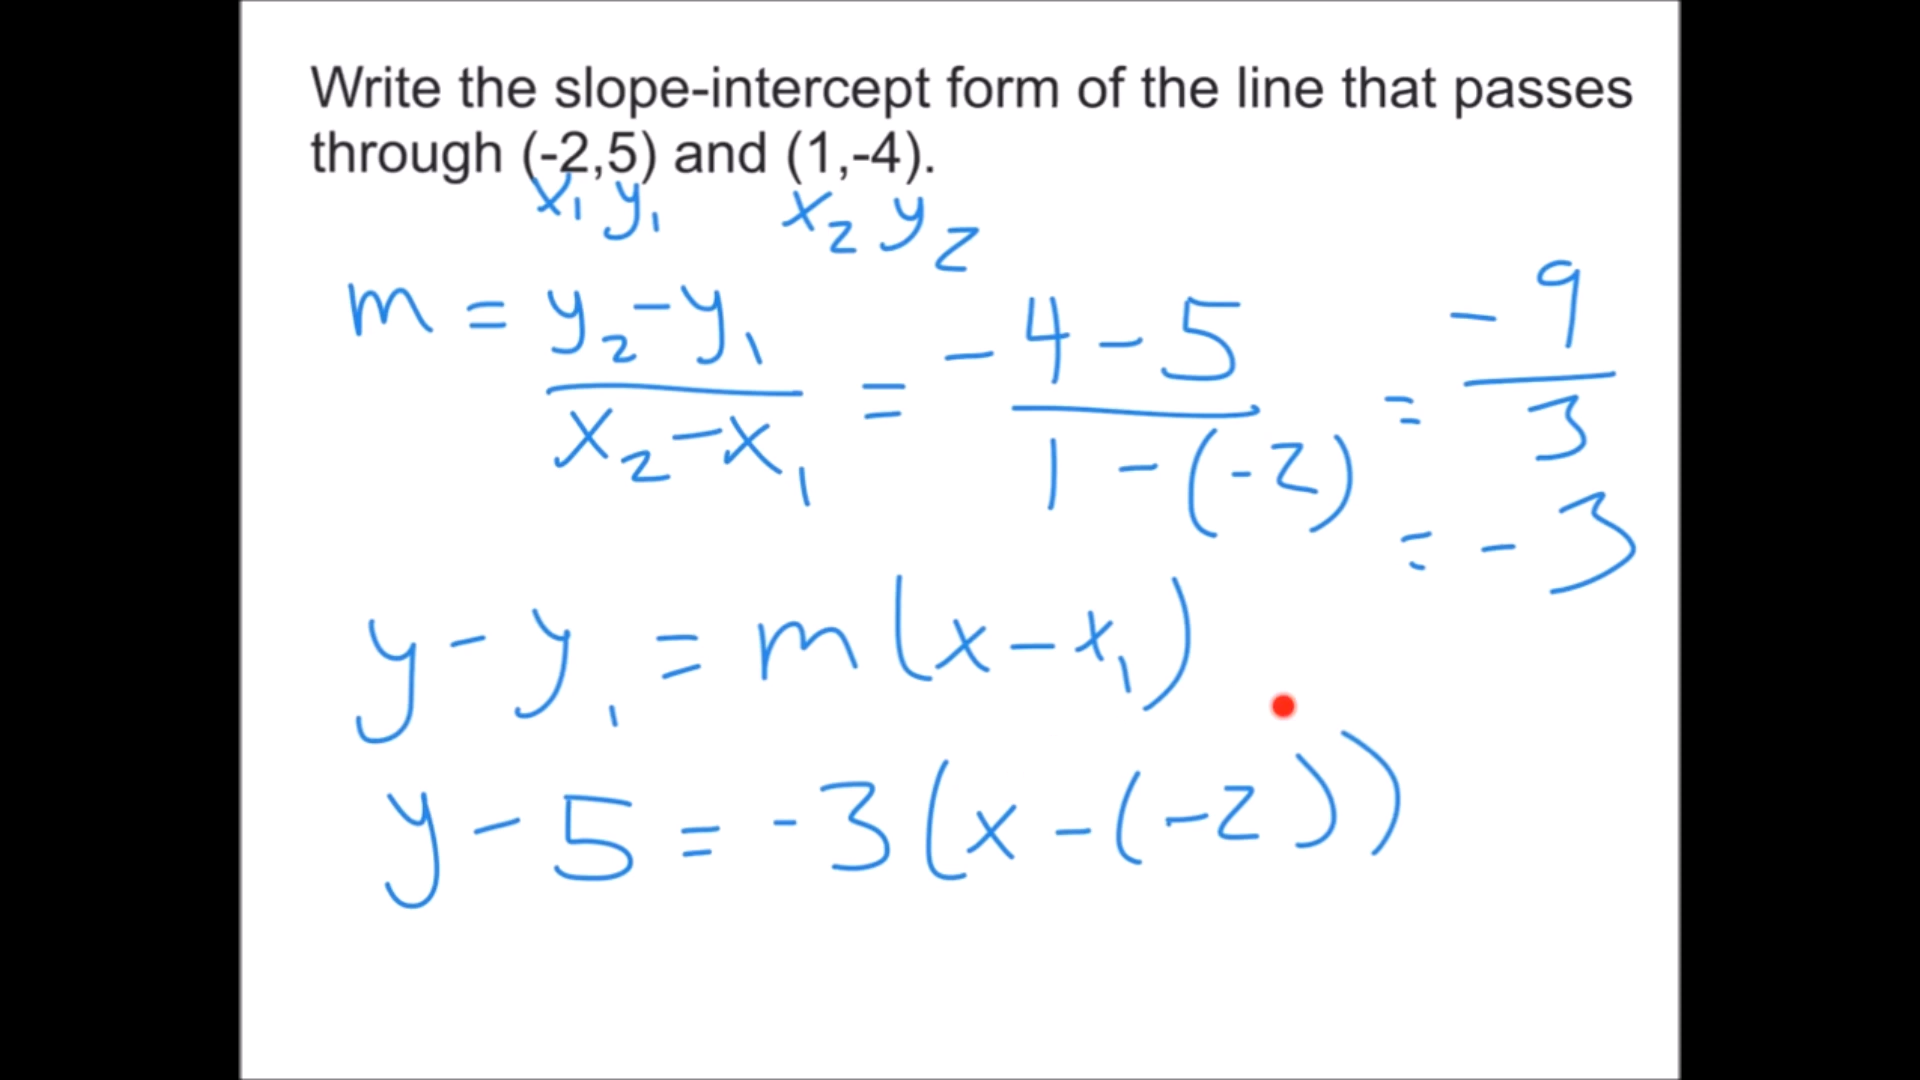 Write the slope-intercept form of the line that passes
through (-2,5) and (1,-4).
x₁ y₁ x₂ y₂
m = y₂-y₁ / x₂-x₁ = -4-5 / 1-(-2) = -9 / 3
= -3
y-y₁ = m(x-x₁)
y-5 = -3(x-(-2))